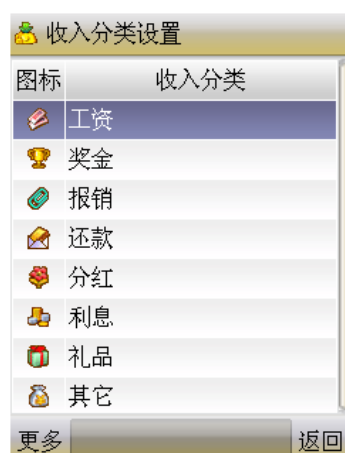 收入分类设置
图标 收入分类
工资
奖金
报销
还款
分红
利息
礼品
其它
更多 返回